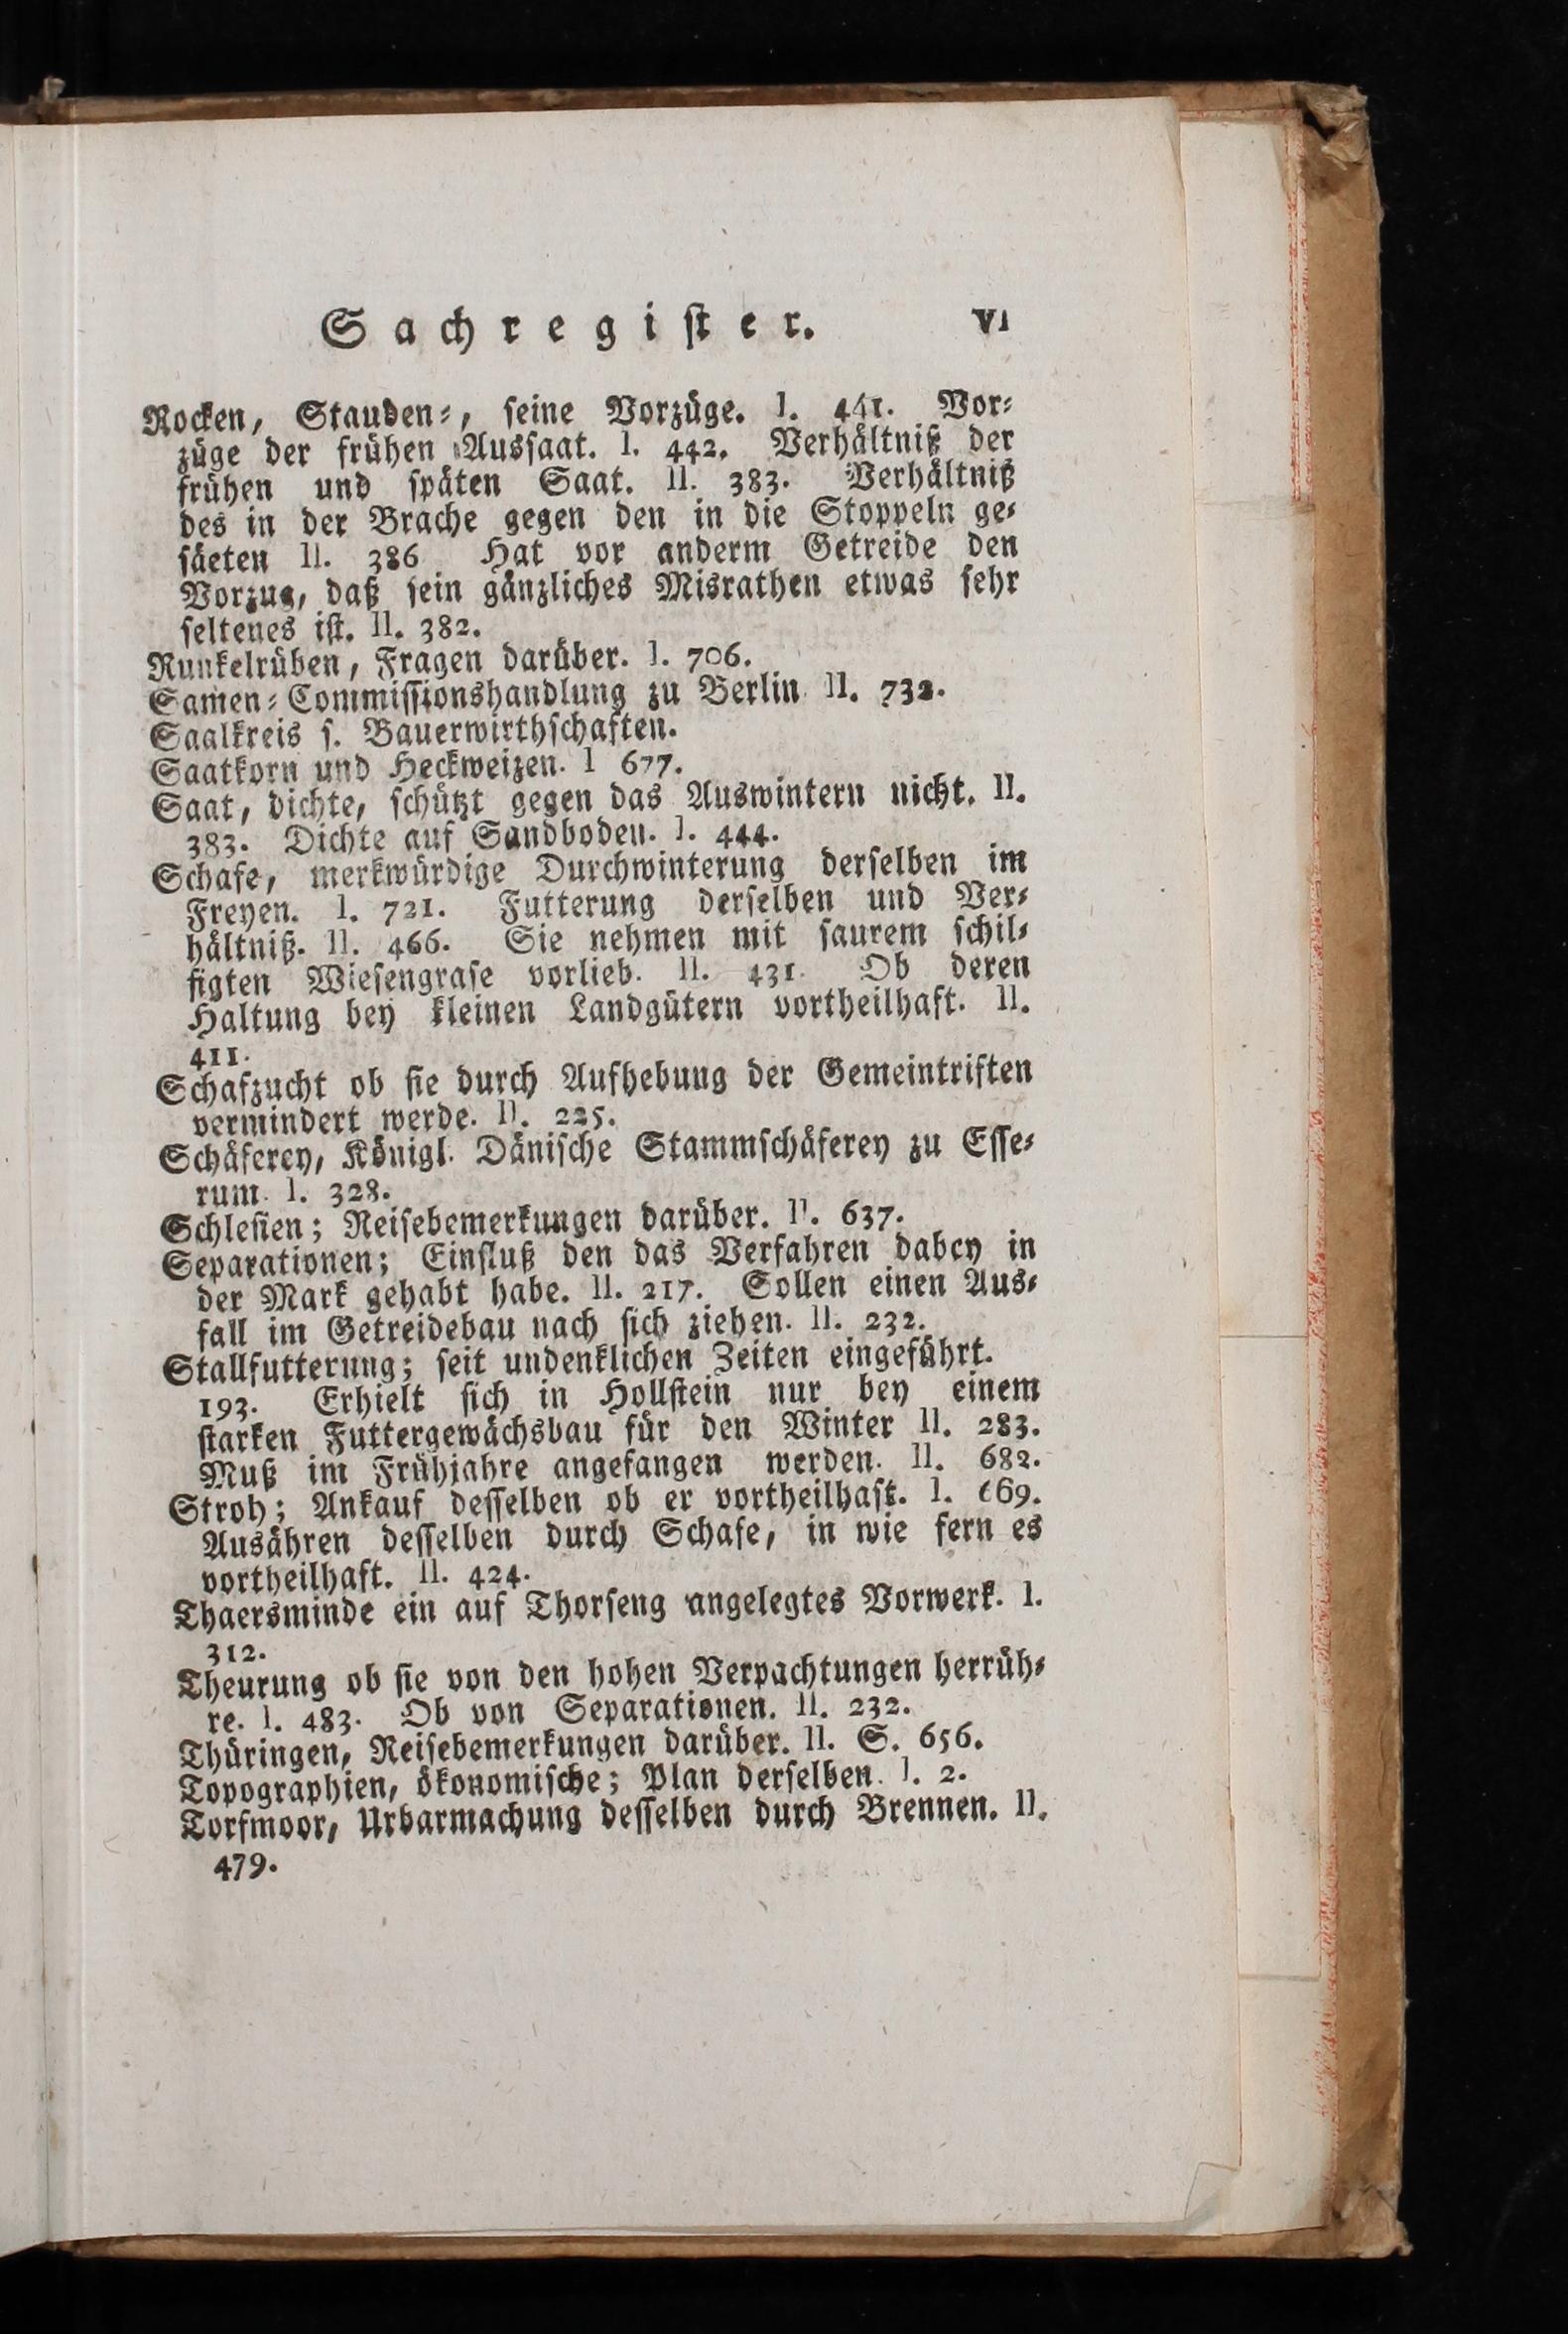 Sachregister. VI
Rocken, Stauden⸗, ſeine Vorzüge. I. 441. Vor⸗
züge der frühen Ausſaat. I. 442. Verhältniß der
frühen und ſpäten Saat. II. 383. Verhältniß
des in der Brache gegen den in die Stoppeln ge⸗
ſäeten II. 386 Hat vor anderm Getreide den
Vorzug, daß ſein gänzliches Misrathen etwas ſehr
ſeltenes iſt. II. 382.
Runkelrüben, Fragen darüber. I. 706.
Samen⸗Commiſſionshandlung zu Berlin II. 732.
Saalkreis ſ. Bauerwirthſchaften.
Saatkorn und Heckweizen. I 677.
Saat, dichte, ſchützt gegen das Auswintern nicht. II.
383. Dichte auf Sandboden. I. 444.
Schafe, merkwürdige Durchwinterung derſelben im
Freyen. I. 721. Futterung derſelben und Ver⸗
hältniß. II. 466. Sie nehmen mit ſaurem ſchil⸗
figten Wieſengraſe vorlieb. II. 431. Ob deren
Haltung bey kleinen Landgütern vortheilhaft. II.
411.
Schafzucht ob ſie durch Aufhebung der Gemeintriften
vermindert werde. II. 225.
Schäferey, Königl. Däniſche Stammſchäferey zu Eſſe⸗
rum. I. 328.
Schleſien; Reiſebemerkungen darüber. II. 637.
Separationen; Einfluß den das Verfahren dabey in
der Mark gehabt habe. II. 217. Sollen einen Aus⸗
fall im Getreidebau nach ſich ziehen. II. 232.
Stallfutterung; ſeit undenklichen Zeiten eingeführt.
193. Erhielt ſich in Hollſtein nur bey einem
ſtarken Futtergewächsbau für den Winter II. 283.
Muß im Frühjahre angefangen werden. II. 682.
Stroh; Ankauf deſſelben ob er vortheilhaft. I. 669.
Ausähren deſſelben durch Schafe, in wie fern es
vortheilhaft. II. 424.
Thaersminde ein auf Thorſeng angelegtes Vorwerk. I.
312.
Theurung ob ſie von den hohen Verpachtungen herrüh⸗
re. I. 483. Ob von Separationen. II. 232.
Thüringen, Reiſebemerkungen darüber. II. S. 656.
Topographien, ökonomiſche; Plan derſelben. I. 2.
Torfmoor, Urbarmachung deſſelben durch Brennen. II.
479.